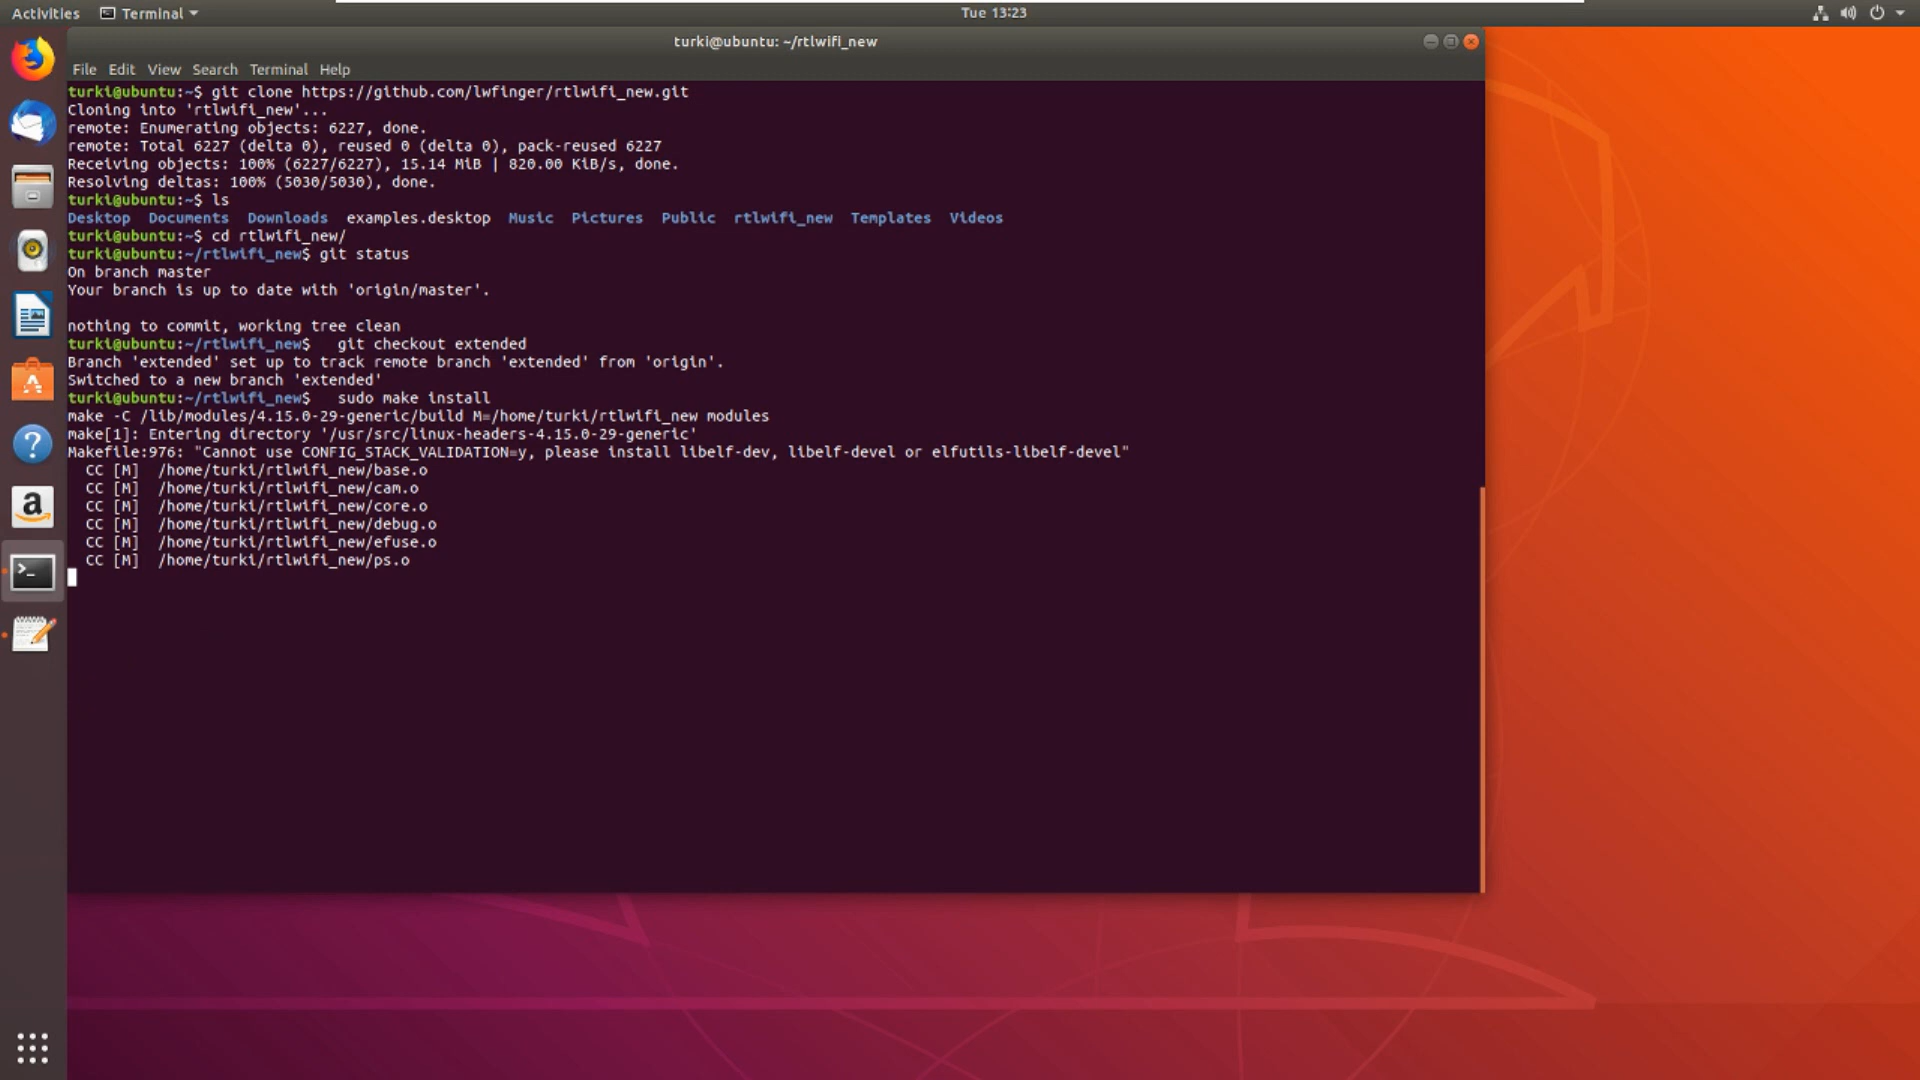 Activities Terminal Tue 13:23
turki@ubuntu: ~/rtlwifi_new
File Edit View Search Terminal Help
turki@ubuntu:~$ git clone https://github.com/lwfinger/rtlwifi_new.git
Cloning into 'rtlwifi_new'...
remote: Enumerating objects: 6227, done.
remote: Total 6227 (delta 0), reused 0 (delta 0), pack-reused 6227
Receiving objects: 100% (6227/6227), 15.14 MiB | 820.00 KiB/s, done.
Resolving deltas: 100% (5030/5030), done.
turki@ubuntu:~$ ls
Desktop Documents Downloads examples.desktop Music Pictures Public rtlwifi_new Templates Videos
turki@ubuntu:~$ cd rtlwifi_new/
turki@ubuntu:~/rtlwifi_new$ git status
On branch master
Your branch is up to date with 'origin/master'.
nothing to commit, working tree clean
turki@ubuntu:~/rtlwifi_new$   git checkout extended
Branch 'extended' set up to track remote branch 'extended' from 'origin'.
Switched to a new branch 'extended'
turki@ubuntu:~/rtlwifi_new$   sudo make install
make -C /lib/modules/4.15.0-29-generic/build M=/home/turki/rtlwifi_new modules
make[1]: Entering directory '/usr/src/linux-headers-4.15.0-29-generic'
Makefile:976: "Cannot use CONFIG_STACK_VALIDATION=y, please install libelf-dev, libelf-devel or elfutils-libelf-devel"
  CC [M]  /home/turki/rtlwifi_new/base.o
  CC [M]  /home/turki/rtlwifi_new/cam.o
  CC [M]  /home/turki/rtlwifi_new/core.o
  CC [M]  /home/turki/rtlwifi_new/debug.o
  CC [M]  /home/turki/rtlwifi_new/efuse.o
  CC [M]  /home/turki/rtlwifi_new/ps.o